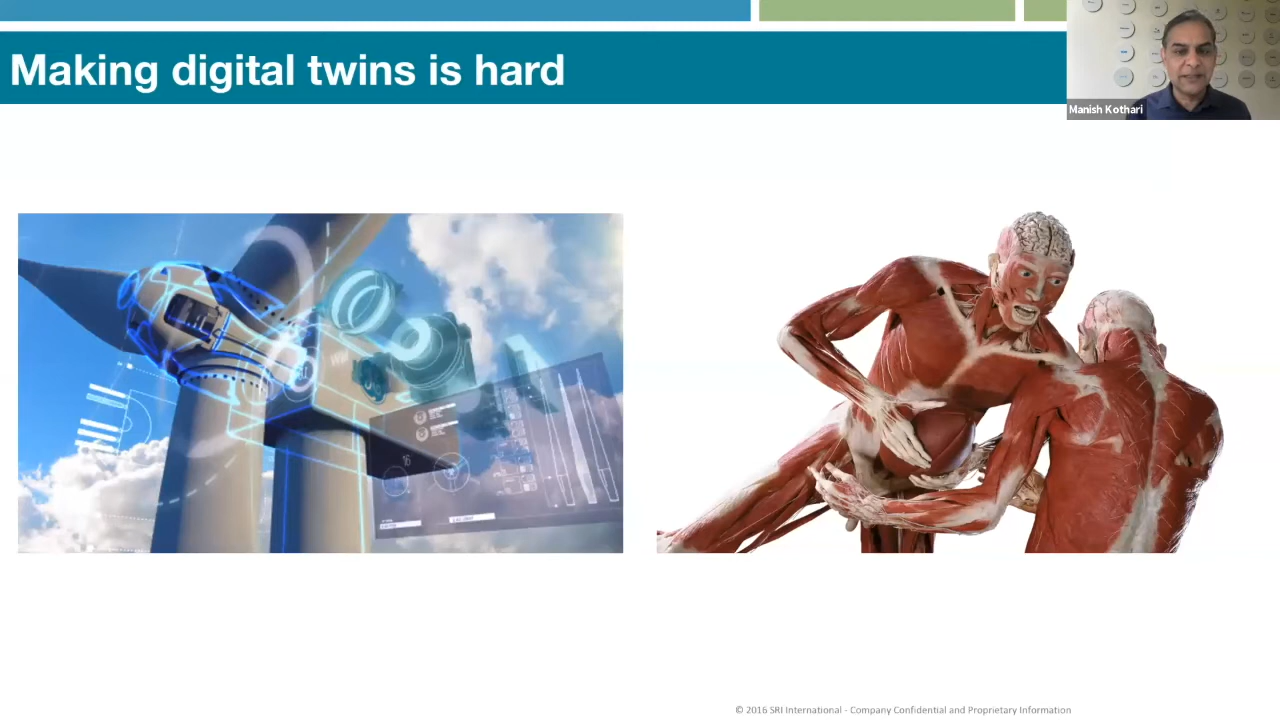 Making digital twins is hard
Manish Kothari
© 2016 SRI International - Company Confidential and Proprietary Information